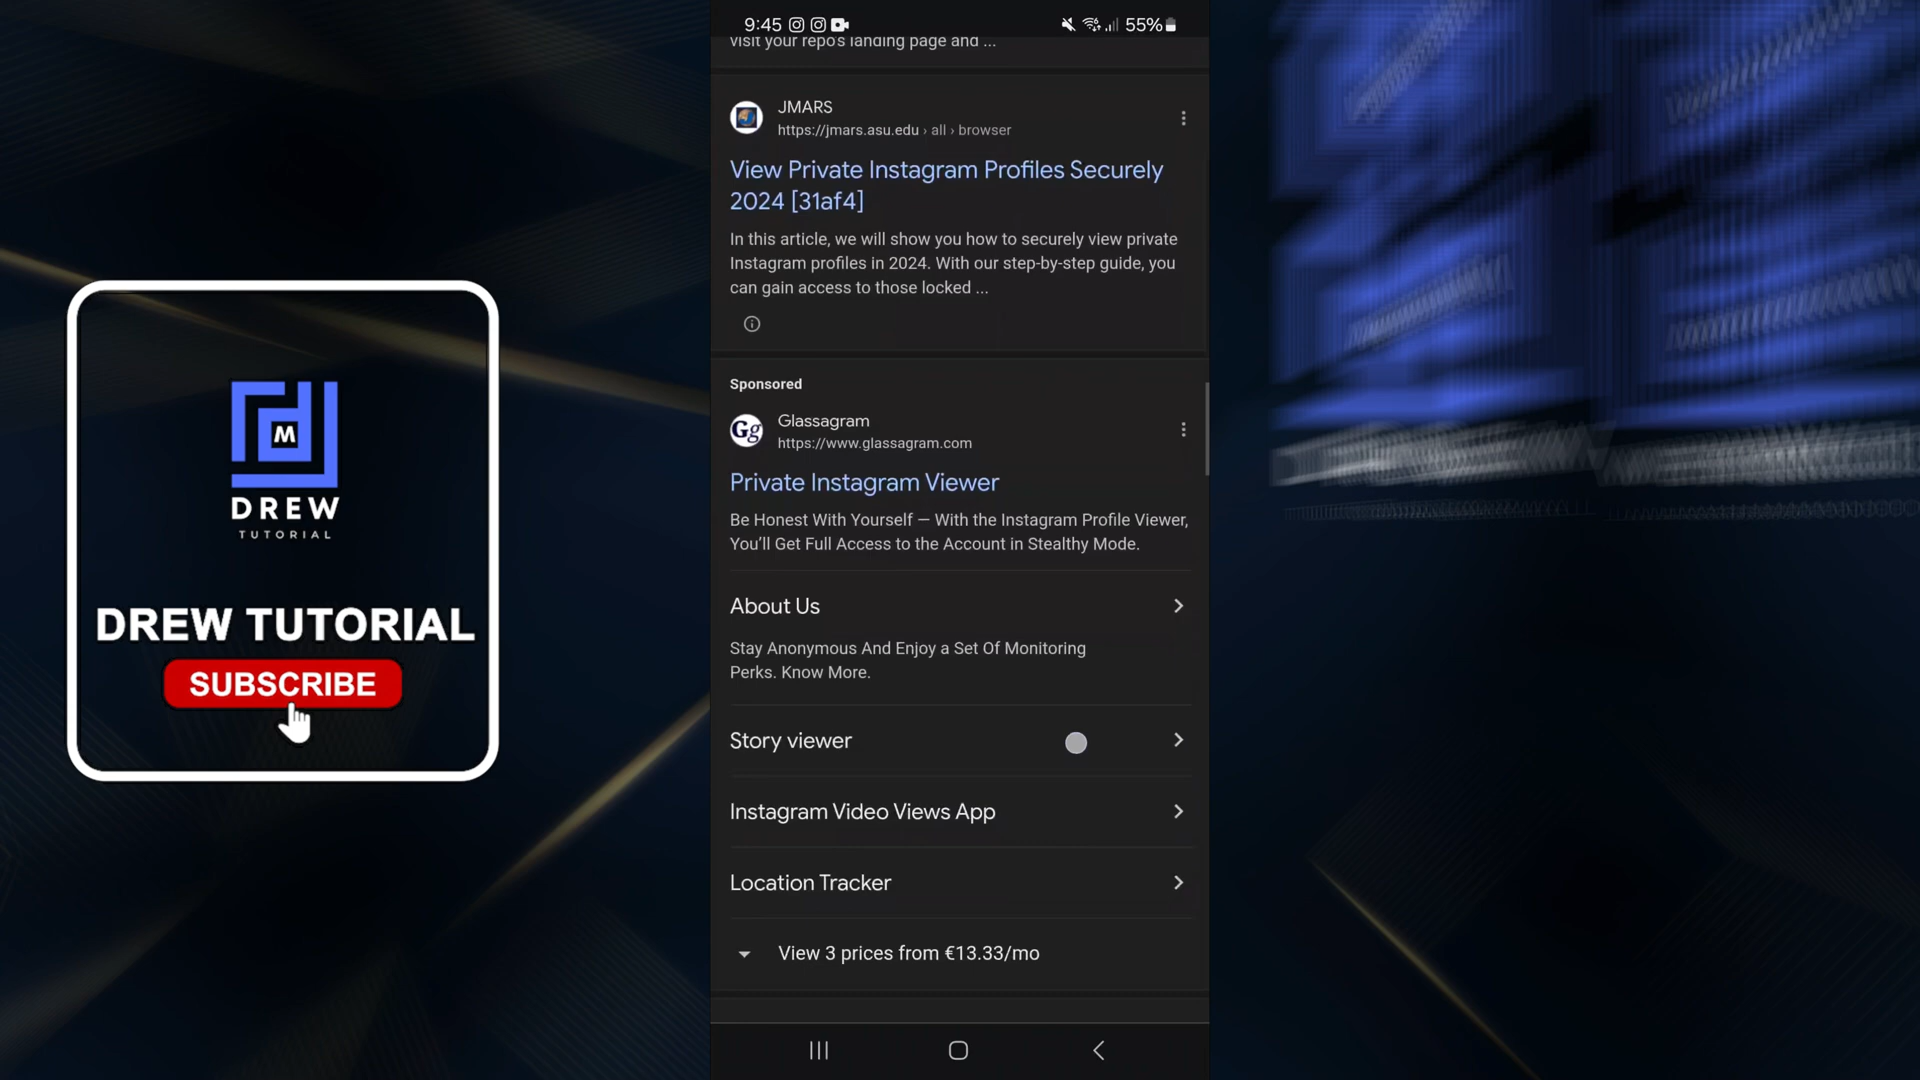 9:45
55%
visit your repo's landing page and ...
JMARS
https://jmars.asu.edu › all › browser
View Private Instagram Profiles Securely
2024 [31af4]
In this article, we will show you how to securely view private
Instagram profiles in 2024. With our step-by-step guide, you
can gain access to those locked ...
Sponsored
Gg
Glassagram
https://www.glassagram.com
Private Instagram Viewer
Be Honest With Yourself — With the Instagram Profile Viewer,
You'll Get Full Access to the Account in Stealthy Mode.
About Us
Stay Anonymous And Enjoy a Set Of Monitoring
Perks. Know More.
Story viewer
Instagram Video Views App
Location Tracker
View 3 prices from €13.33/mo
M
DREW
TUTORIAL
DREW TUTORIAL
SUBSCRIBE